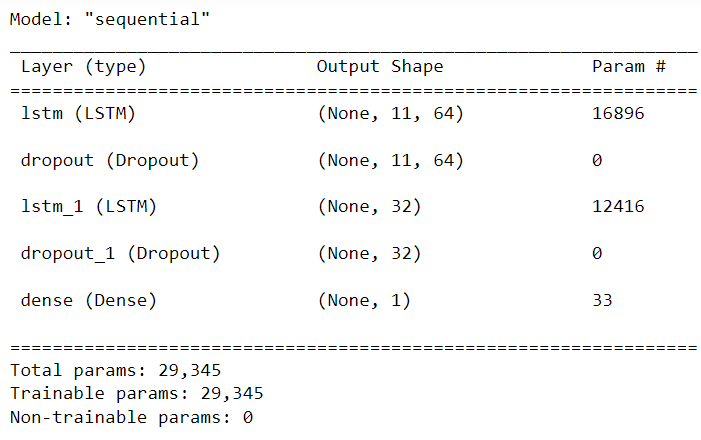 Model: "sequential"
_________________________________________________________________
Layer (type) Output Shape Param #
=================================================================
lstm (LSTM) (None, 11, 64) 16896
dropout (Dropout) (None, 11, 64) 0
lstm_1 (LSTM) (None, 32) 12416
dropout_1 (Dropout) (None, 32) 0
dense (Dense) (None, 1) 33
=================================================================
Total params: 29,345
Trainable params: 29,345
Non-trainable params: 0